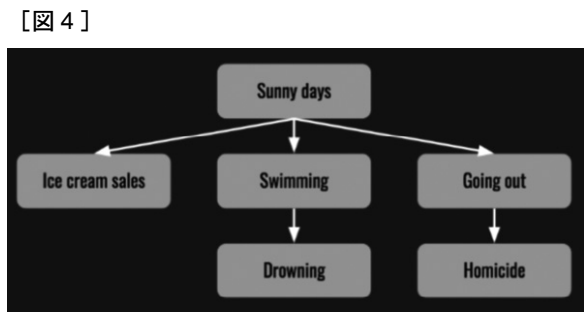 ［図４］
Sunny days
Ice cream sales
Swimming
Going out
Drowning
Homicide